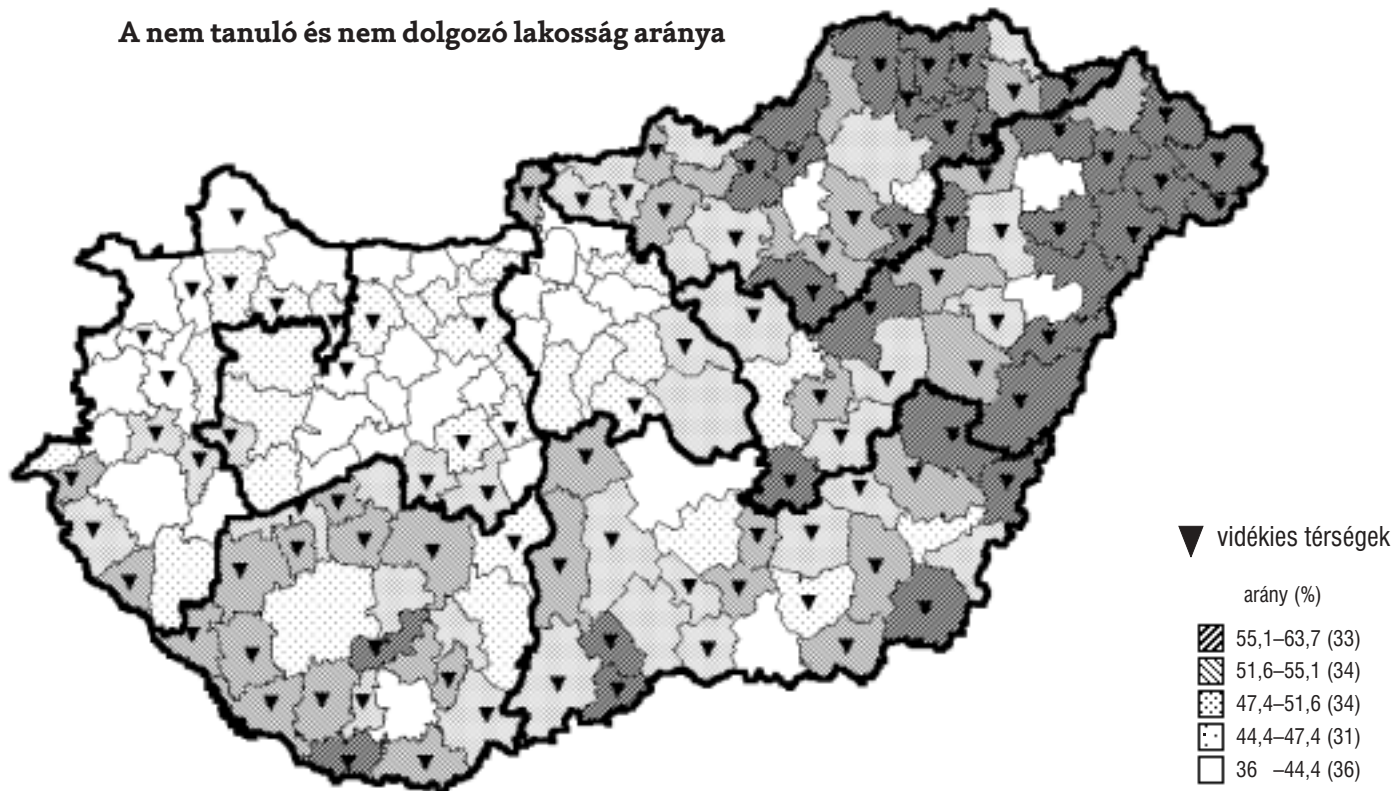 A nem tanuló és nem dolgozó lakosság aránya
vidékies térségek
arány (%)
55,1–63,7 (33)
51,6–55,1 (34)
47,4–51,6 (34)
44,4–47,4 (31)
36 –44,4 (36)